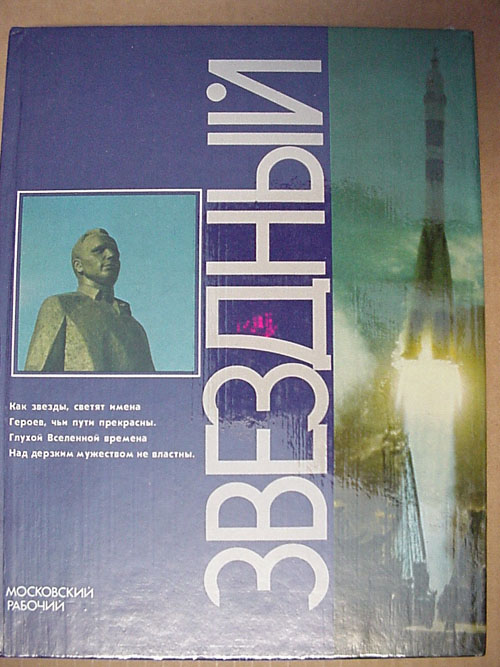 ЗВЕЗДНЫЙ
Как звезды, светят имена
Героев, чьи пути прекрасны.
Глухой Вселенной времена
Над дерзким мужеством не властны.
МОСКОВСКИЙ
РАБОЧИЙ